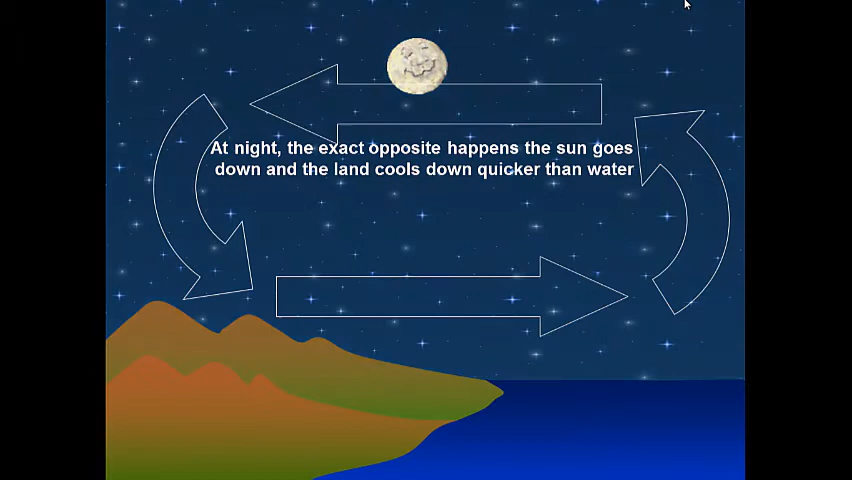 At night, the exact opposite happens the sun goes
down and the land cools down quicker than water